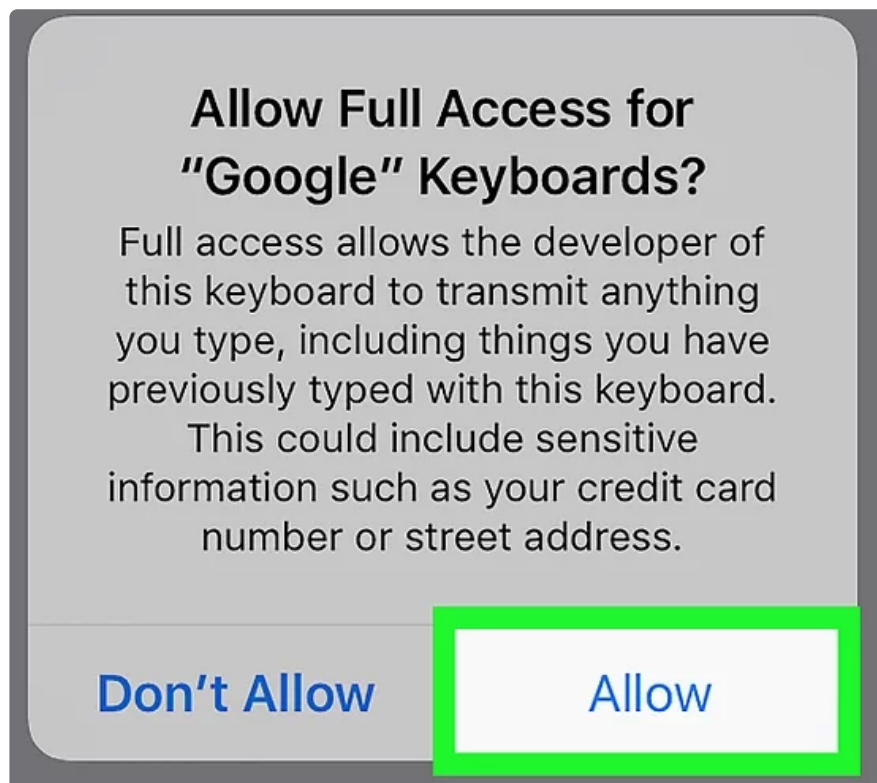 Allow Full Access for
“Google” Keyboards?
Full access allows the developer of
this keyboard to transmit anything
you type, including things you have
previously typed with this keyboard.
This could include sensitive
information such as your credit card
number or street address.
Don’t Allow
Allow